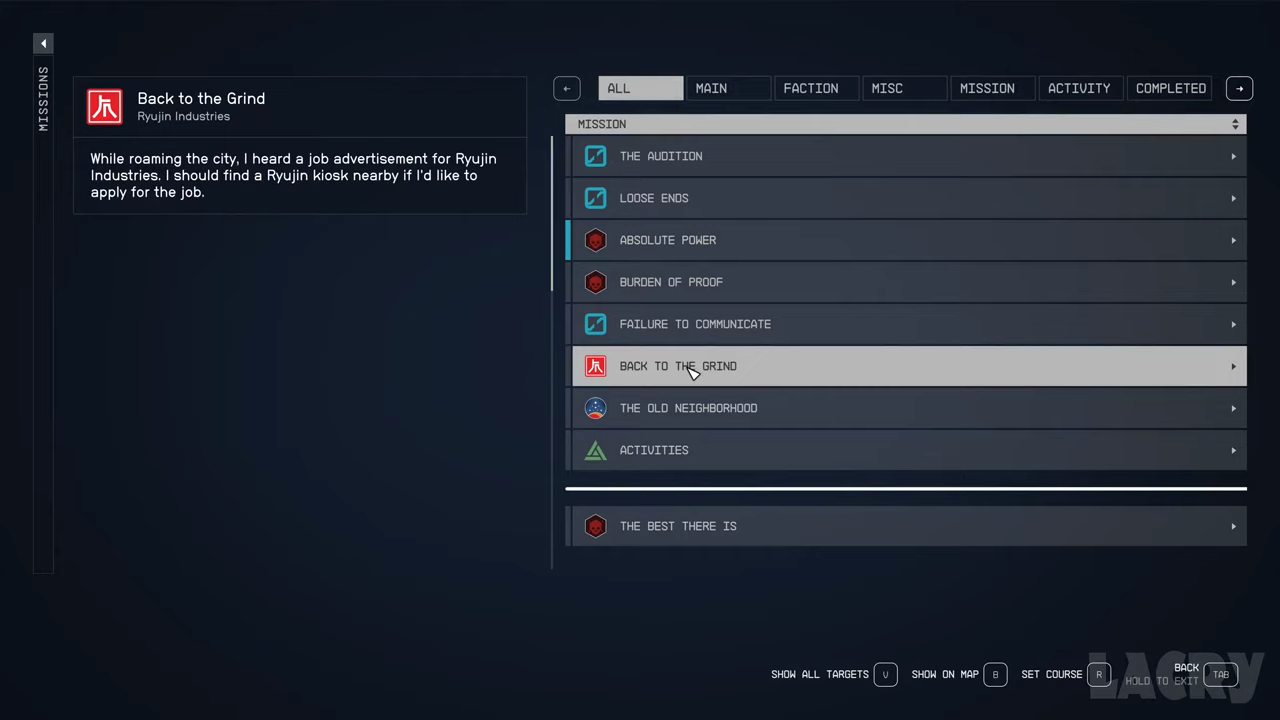 MISSIONS
Back to the Grind
Ryujin Industries
While roaming the city, I heard a job advertisement for Ryujin
Industries. I should find a Ryujin kiosk nearby if I'd like to
apply for the job.
ALL
MAIN
FACTION
MISC
MISSION
ACTIVITY
COMPLETED
MISSION
THE AUDITION
LOOSE ENDS
ABSOLUTE POWER
BURDEN OF PROOF
FAILURE TO COMMUNICATE
BACK TO THE GRIND
THE OLD NEIGHBORHOOD
ACTIVITIES
THE BEST THERE IS
SHOW ALL TARGETS V
SHOW ON MAP B
SET COURSE R
BACK
HOLD TO EXIT TAB
LACRY